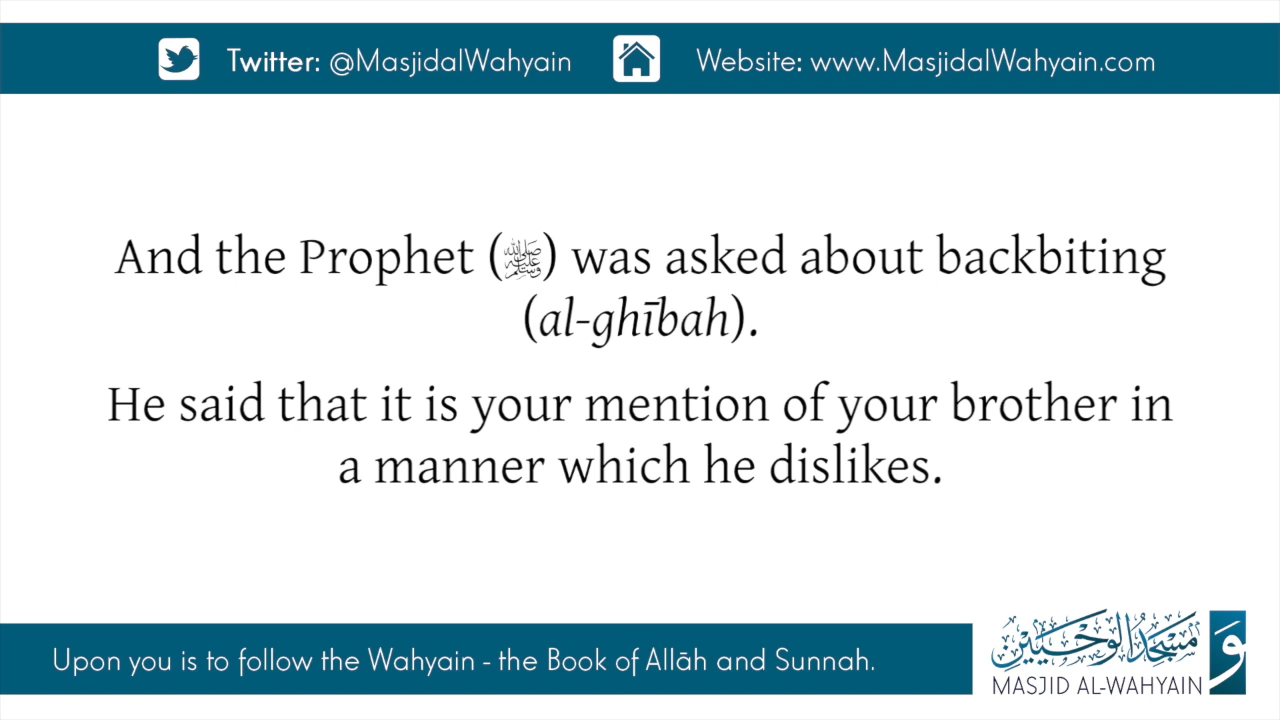 Twitter: @MasjidalWahyain Website: www.MasjidalWahyain.com
And the Prophet (ﷺ) was asked about backbiting
(al-ghībah).
He said that it is your mention of your brother in
a manner which he dislikes.
Upon you is to follow the Wahyain - the Book of Allāh and Sunnah.
مَسْجِدُ الْوَحْيَيْنِ
و
MASJID AL-WAHYAIN